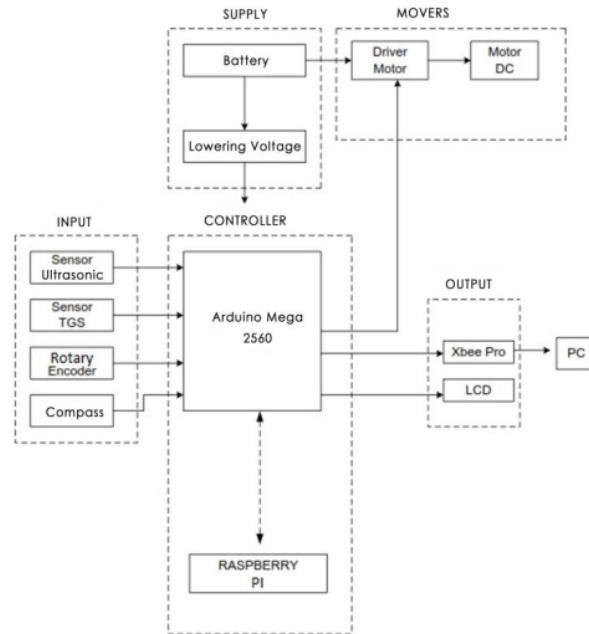 SUPPLY
MOVERS
Battery
Driver
Motor
Motor
DC
Lowering Voltage
INPUT
CONTROLLER
Sensor
Ultrasonic
Sensor
TGS
Rotary
Encoder
Compass
Arduino Mega
2560
OUTPUT
Xbee Pro
PC
LCD
RASPBERRY
PI